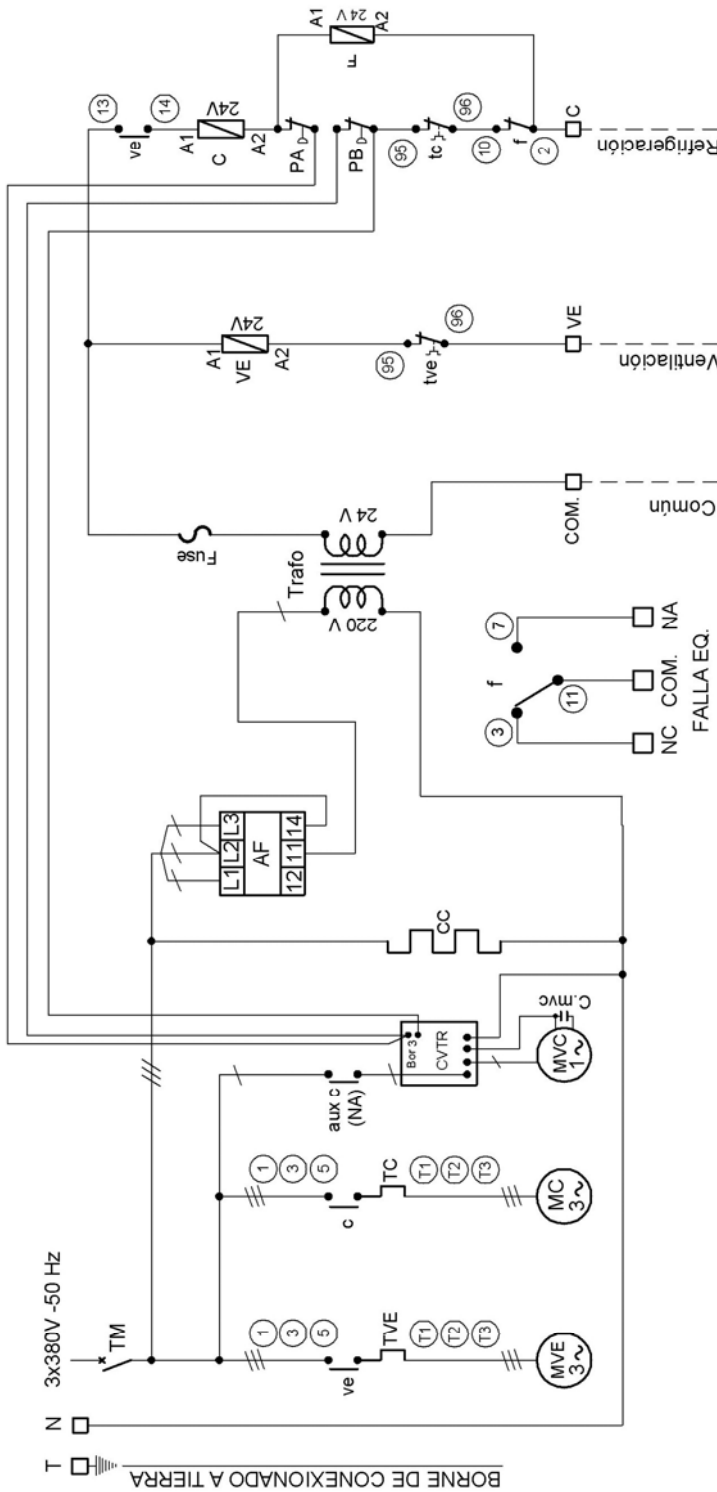 BORNE DE CONEXIONADO A TIERRA
T
N
3x380V -50 Hz
TM
1
3
5
ve
TVE
T1
T2
T3
MVE
3~
1
3
5
c
TC
T1
T2
T3
MC
3~
aux c
(NA)
Bor 3
CVTR
MVC
1~
C.mvc
CC
L1
L2
L3
AF
12
11
14
Trafo
220 V
24 V
Fuse
3
f
7
11
NC
COM.
NA
FALLA EQ.
COM.
Común
A1
24V
VE
A2
95
tve
96
VE
Ventilación
13
ve
14
A1
24V
C
A2
PA
PB
95
tc
96
10
f
2
C
Refrigeración
A1
24V
F
A2